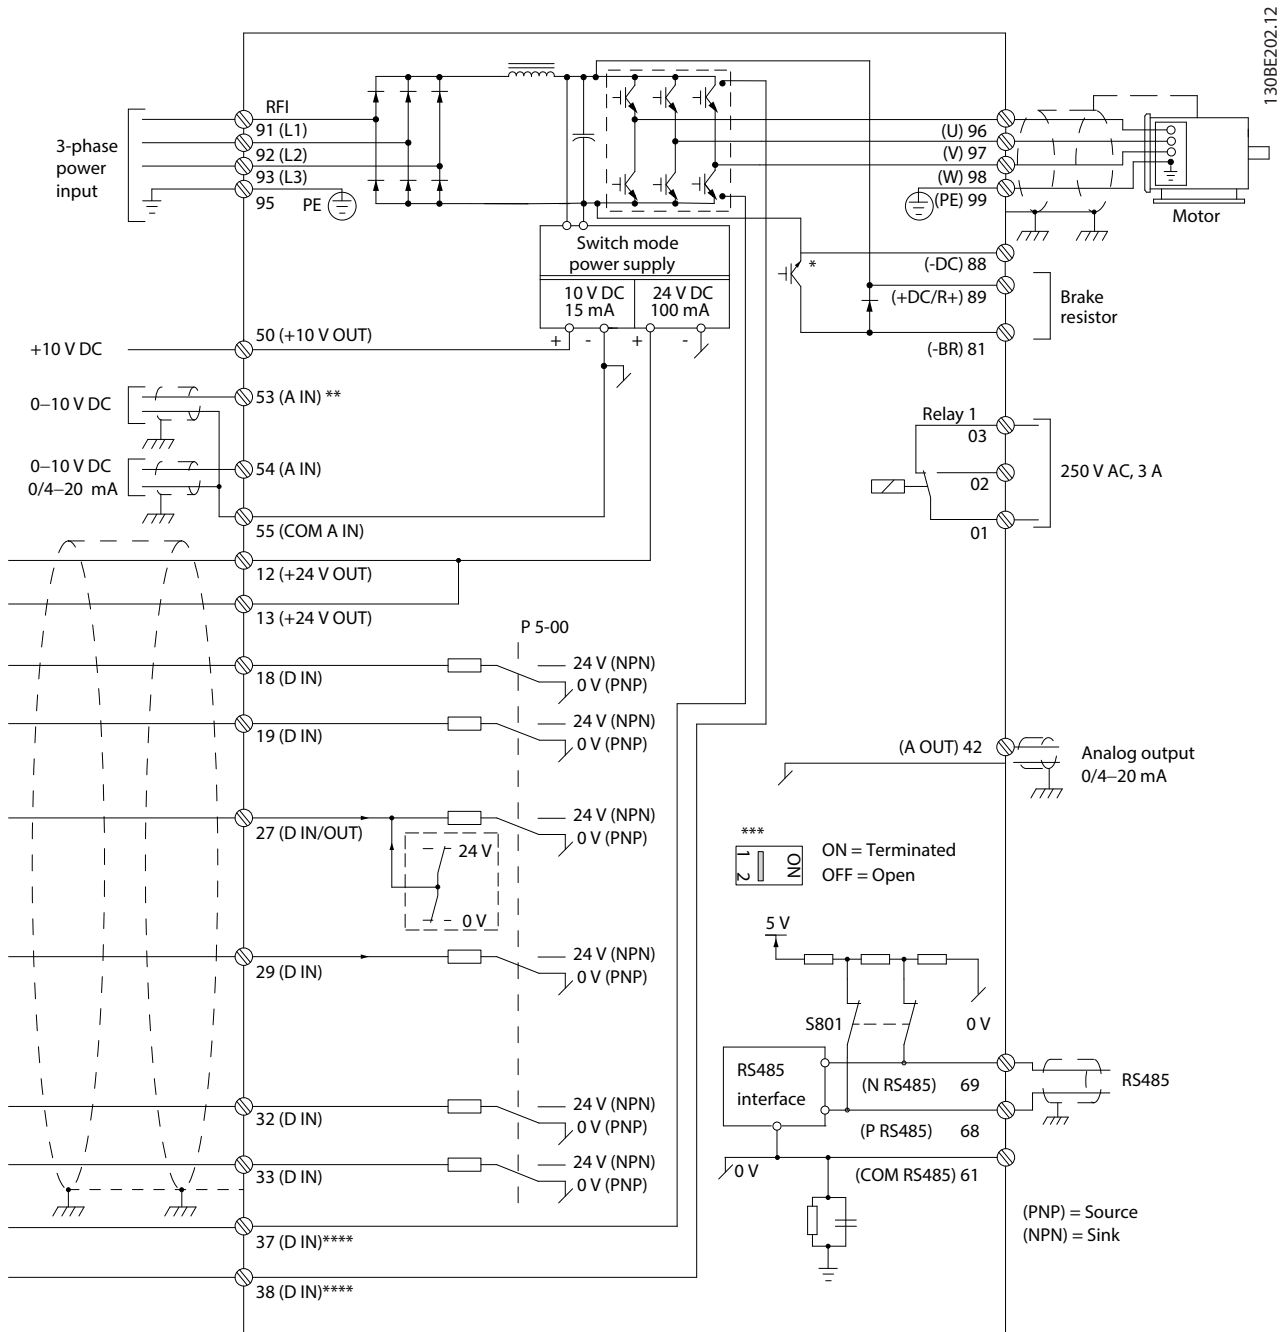 130BE202.12
3-phase
power
input
RFI
91 (L1)
92 (L2)
93 (L3)
95
PE
(U) 96
(V) 97
(W) 98
(PE) 99
Motor
Switch mode
power supply
10 V DC
15 mA
24 V DC
100 mA
+
-
+
-
*
(-DC) 88
(+DC/R+) 89
(-BR) 81
Brake
resistor
+10 V DC
50 (+10 V OUT)
0–10 V DC
53 (A IN) **
0–10 V DC
0/4–20 mA
54 (A IN)
55 (COM A IN)
12 (+24 V OUT)
13 (+24 V OUT)
Relay 1
03
02
01
250 V AC, 3 A
P 5-00
18 (D IN)
24 V (NPN)
0 V (PNP)
19 (D IN)
24 V (NPN)
0 V (PNP)
27 (D IN/OUT)
24 V (NPN)
0 V (PNP)
24 V
0 V
29 (D IN)
24 V (NPN)
0 V (PNP)
32 (D IN)
24 V (NPN)
0 V (PNP)
33 (D IN)
24 V (NPN)
0 V (PNP)
37 (D IN)****
38 (D IN)****
(A OUT) 42
Analog output
0/4–20 mA
***
1
2
ON
ON = Terminated
OFF = Open
5 V
S801
0 V
RS485
interface
(N RS485) 69
(P RS485) 68
RS485
0 V
(COM RS485) 61
(PNP) = Source
(NPN) = Sink